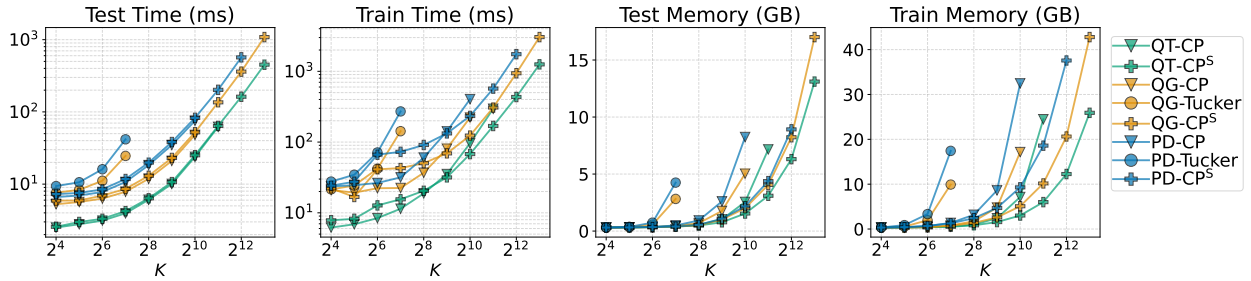 Test Time (ms)
10³
10²
10¹
2⁴ 2⁶ 2⁸ 2¹⁰ 2¹²
K
Train Time (ms)
10³
10²
10¹
2⁴ 2⁶ 2⁸ 2¹⁰ 2¹²
K
Test Memory (GB)
15
10
5
0
2⁴ 2⁶ 2⁸ 2¹⁰ 2¹²
K
Train Memory (GB)
40
30
20
10
0
2⁴ 2⁶ 2⁸ 2¹⁰ 2¹²
K
QT-CP
QT-CPˢ
QG-CP
QG-Tucker
QG-CPˢ
PD-CP
PD-Tucker
PD-CPˢ